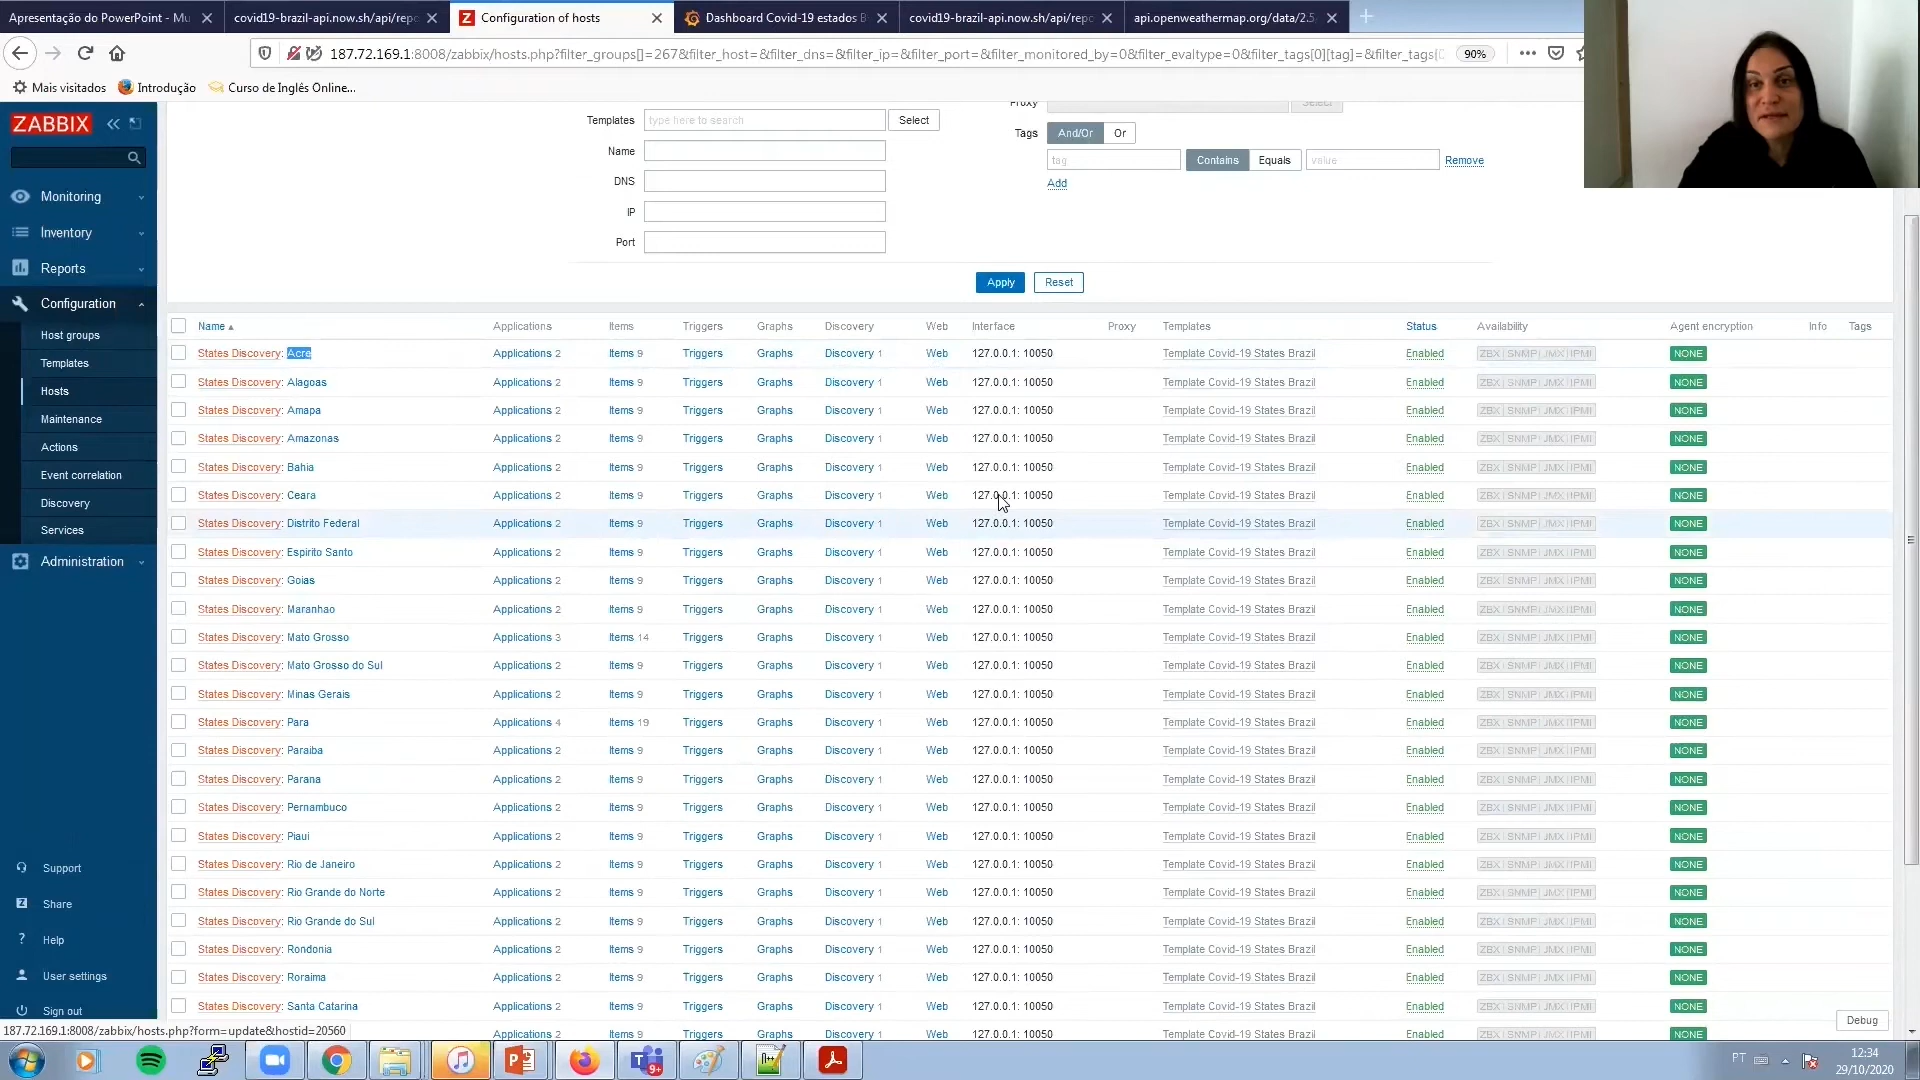 Apresentação do PowerPoint - Mu
covid19-brazil-api.now.sh/api/repo
Configuration of hosts
Dashboard Covid-19 estados B
covid19-brazil-api.now.sh/api/repo
api.openweathermap.org/data/2.5
187.72.169.1:8008/zabbix/hosts.php?filter_groups[]=267&filter_host=&filter_dns=&filter_ip=&filter_port=&filter_monitored_by=0&filter_evaltype=0&filter_tags[0][tag]=&filter_tags[
90%
Mais visitados
Introdução
Curso de Inglês Online...
ZABBIX
Monitoring
Inventory
Reports
Configuration
Host groups
Templates
Hosts
Maintenance
Actions
Event correlation
Discovery
Services
Administration
Support
Share
Help
User settings
Sign out
Templates type here to search Select
Name
DNS
IP
Port
Proxy Select
Tags And/Or Or
tag Contains Equals value Remove
Add
Apply Reset
Name Applications Items Triggers Graphs Discovery Web Interface Proxy Templates Status Availability Agent encryption Info Tags
States Discovery: Acre Applications 2 Items 9 Triggers Graphs Discovery 1 Web 127.0.0.1: 10050 Template Covid-19 States Brazil Enabled ZBX SNMP JMX IPMI NONE
States Discovery: Alagoas Applications 2 Items 9 Triggers Graphs Discovery 1 Web 127.0.0.1: 10050 Template Covid-19 States Brazil Enabled ZBX SNMP JMX IPMI NONE
States Discovery: Amapa Applications 2 Items 9 Triggers Graphs Discovery 1 Web 127.0.0.1: 10050 Template Covid-19 States Brazil Enabled ZBX SNMP JMX IPMI NONE
States Discovery: Amazonas Applications 2 Items 9 Triggers Graphs Discovery 1 Web 127.0.0.1: 10050 Template Covid-19 States Brazil Enabled ZBX SNMP JMX IPMI NONE
States Discovery: Bahia Applications 2 Items 9 Triggers Graphs Discovery 1 Web 127.0.0.1: 10050 Template Covid-19 States Brazil Enabled ZBX SNMP JMX IPMI NONE
States Discovery: Ceara Applications 2 Items 9 Triggers Graphs Discovery 1 Web 127.0.0.1: 10050 Template Covid-19 States Brazil Enabled ZBX SNMP JMX IPMI NONE
States Discovery: Distrito Federal Applications 2 Items 9 Triggers Graphs Discovery 1 Web 127.0.0.1: 10050 Template Covid-19 States Brazil Enabled ZBX SNMP JMX IPMI NONE
States Discovery: Espirito Santo Applications 2 Items 9 Triggers Graphs Discovery 1 Web 127.0.0.1: 10050 Template Covid-19 States Brazil Enabled ZBX SNMP JMX IPMI NONE
States Discovery: Goias Applications 2 Items 9 Triggers Graphs Discovery 1 Web 127.0.0.1: 10050 Template Covid-19 States Brazil Enabled ZBX SNMP JMX IPMI NONE
States Discovery: Maranhao Applications 2 Items 9 Triggers Graphs Discovery 1 Web 127.0.0.1: 10050 Template Covid-19 States Brazil Enabled ZBX SNMP JMX IPMI NONE
States Discovery: Mato Grosso Applications 3 Items 14 Triggers Graphs Discovery 1 Web 127.0.0.1: 10050 Template Covid-19 States Brazil Enabled ZBX SNMP JMX IPMI NONE
States Discovery: Mato Grosso do Sul Applications 2 Items 9 Triggers Graphs Discovery 1 Web 127.0.0.1: 10050 Template Covid-19 States Brazil Enabled ZBX SNMP JMX IPMI NONE
States Discovery: Minas Gerais Applications 2 Items 9 Triggers Graphs Discovery 1 Web 127.0.0.1: 10050 Template Covid-19 States Brazil Enabled ZBX SNMP JMX IPMI NONE
States Discovery: Para Applications 4 Items 19 Triggers Graphs Discovery 1 Web 127.0.0.1: 10050 Template Covid-19 States Brazil Enabled ZBX SNMP JMX IPMI NONE
States Discovery: Paraiba Applications 2 Items 9 Triggers Graphs Discovery 1 Web 127.0.0.1: 10050 Template Covid-19 States Brazil Enabled ZBX SNMP JMX IPMI NONE
States Discovery: Parana Applications 2 Items 9 Triggers Graphs Discovery 1 Web 127.0.0.1: 10050 Template Covid-19 States Brazil Enabled ZBX SNMP JMX IPMI NONE
States Discovery: Pernambuco Applications 2 Items 9 Triggers Graphs Discovery 1 Web 127.0.0.1: 10050 Template Covid-19 States Brazil Enabled ZBX SNMP JMX IPMI NONE
States Discovery: Piaui Applications 2 Items 9 Triggers Graphs Discovery 1 Web 127.0.0.1: 10050 Template Covid-19 States Brazil Enabled ZBX SNMP JMX IPMI NONE
States Discovery: Rio de Janeiro Applications 2 Items 9 Triggers Graphs Discovery 1 Web 127.0.0.1: 10050 Template Covid-19 States Brazil Enabled ZBX SNMP JMX IPMI NONE
States Discovery: Rio Grande do Norte Applications 2 Items 9 Triggers Graphs Discovery 1 Web 127.0.0.1: 10050 Template Covid-19 States Brazil Enabled ZBX SNMP JMX IPMI NONE
States Discovery: Rio Grande do Sul Applications 2 Items 9 Triggers Graphs Discovery 1 Web 127.0.0.1: 10050 Template Covid-19 States Brazil Enabled ZBX SNMP JMX IPMI NONE
States Discovery: Rondonia Applications 2 Items 9 Triggers Graphs Discovery 1 Web 127.0.0.1: 10050 Template Covid-19 States Brazil Enabled ZBX SNMP JMX IPMI NONE
States Discovery: Roraima Applications 2 Items 9 Triggers Graphs Discovery 1 Web 127.0.0.1: 10050 Template Covid-19 States Brazil Enabled ZBX SNMP JMX IPMI NONE
States Discovery: Santa Catarina Applications 2 Items 9 Triggers Graphs Discovery 1 Web 127.0.0.1: 10050 Template Covid-19 States Brazil Enabled ZBX SNMP JMX IPMI NONE
Applications 2 Items 9 Triggers Graphs Discovery 1 Web 127.0.0.1: 10050 Template Covid-19 States Brazil Enabled ZBX SNMP JMX IPMI NONE
187.72.169.1:8008/zabbix/hosts.php?form=update&hostid=20560
Debug
9+
PT
12:34
29/10/2020